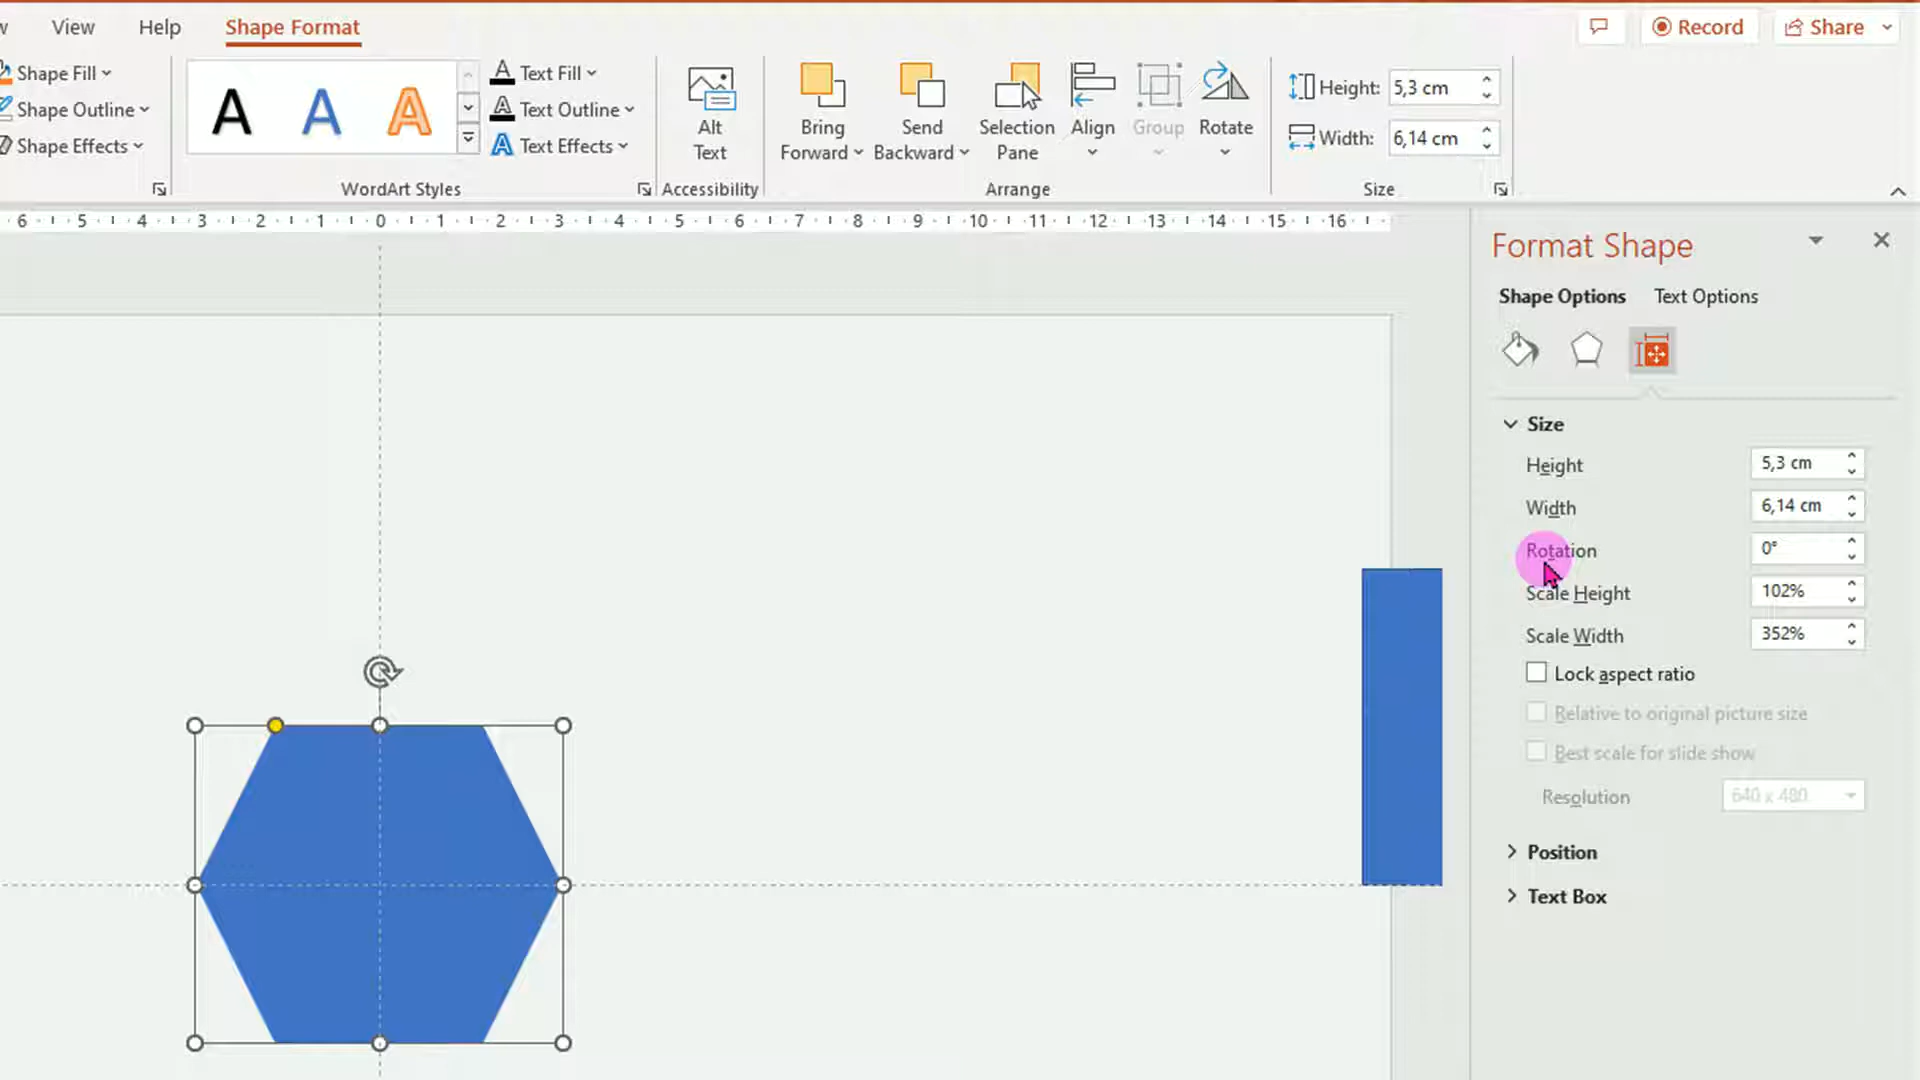 w View Help Shape Format Record Share
Shape Fill
Shape Outline
Shape Effects
A A A
A Text Fill
A Text Outline
A Text Effects
Alt
Text
Bring
Forward
Send
Backward
Selection
Pane
Align
Group
Rotate
Height: 5,3 cm
Width: 6,14 cm
WordArt Styles Accessibility Arrange Size
6 5 4 3 2 1 0 1 2 3 4 5 6 7 8 9 10 11 12 13 14 15 16
Format Shape
Shape Options Text Options
Size
Height 5,3 cm
Width 6,14 cm
Rotation 0°
Scale Height 102%
Scale Width 352%
Lock aspect ratio
Relative to original picture size
Best scale for slide show
Resolution 640 x 480
Position
Text Box